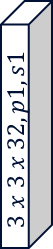 3 x 3 x 32, p1, s1